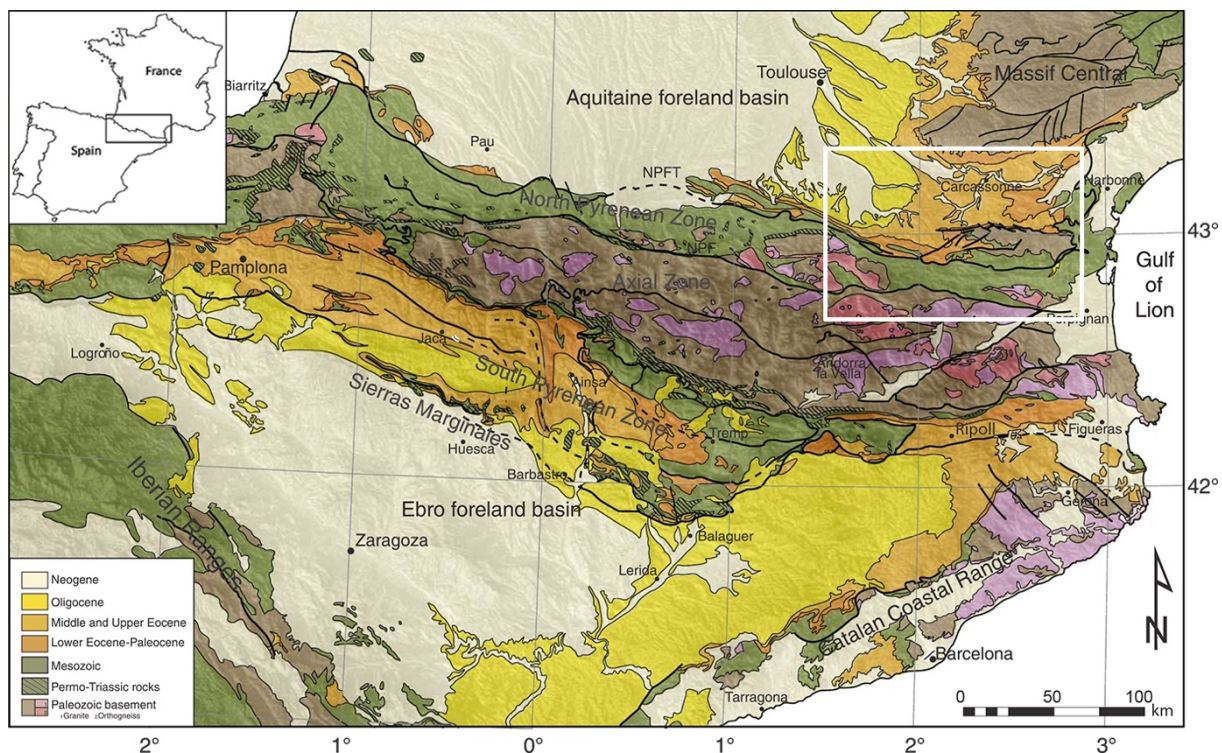 France
Spain
Biarritz
Pau
Toulouse
Aquitaine foreland basin
Massif Central
NPFT
North Pyrenean Zone
NPF
Carcassonne
Narbonne
43°
Gulf
of
Lion
Pamplona
Axial Zone
Perpignan
Logroño
Jaca
Andorra
la Vella
South Pyrenean Zone
Ainsa
Sierras Marginales
Huesca
Tremp
Ripoll
Figueras
Barbastro
42°
Iberian Ranges
Ebro foreland basin
Gerona
Zaragoza
Balaguer
Lerida
Catalan Coastal Range
Barcelona
Tarragona
Neogene
Oligocene
Middle and Upper Eocene
Lower Eocene-Paleocene
Mesozoic
Permo-Triassic rocks
Paleozoic basement
1Granite 2Orthogneiss
N
0 50 100
km
2° 1° 0° 1° 2° 3°